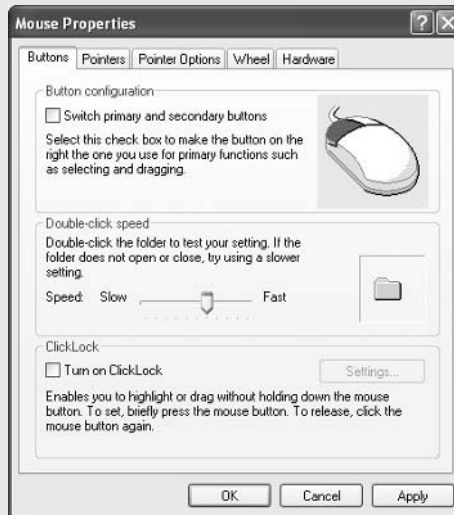 Mouse Properties
Buttons Pointers Pointer Options Wheel Hardware
Button configuration
Switch primary and secondary buttons
Select this check box to make the button on the
right the one you use for primary functions such
as selecting and dragging.
Double-click speed
Double-click the folder to test your setting. If the
folder does not open or close, try using a slower
setting.
Speed: Slow Fast
ClickLock
Turn on ClickLock
Settings...
Enables you to highlight or drag without holding down the mouse
button. To set, briefly press the mouse button. To release, click the
mouse button again.
OK Cancel Apply